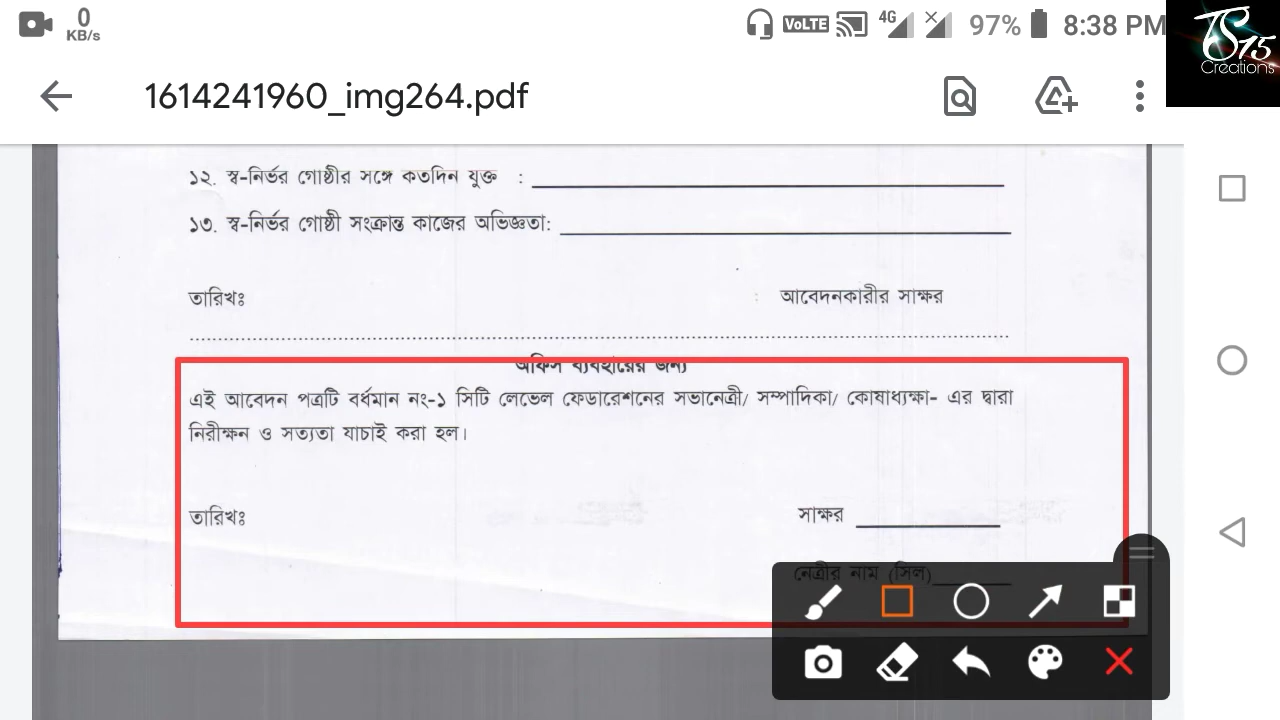 0
KB/s
VoLTE 4G 97% 8:38 PM
TS15
Creations
1614241960_img264.pdf
১২. স্ব-নির্ভর গোষ্ঠীর সঙ্গে কতদিন যুক্ত :
১৩. স্ব-নির্ভর গোষ্ঠী সংক্রান্ত কাজের অভিজ্ঞতা:
তারিখঃ আবেদনকারীর সাক্ষর
অফিস ব্যবহারের জন্য
এই আবেদন পত্রটি বর্ধমান নং-১ সিটি লেভেল ফেডারেশনের সভানেত্রী/ সম্পাদিকা/ কোষাধ্যক্ষা- এর দ্বারা
নিরীক্ষন ও সত্যতা যাচাই করা হল।
তারিখঃ সাক্ষর
নেত্রীর নাম (সিল)